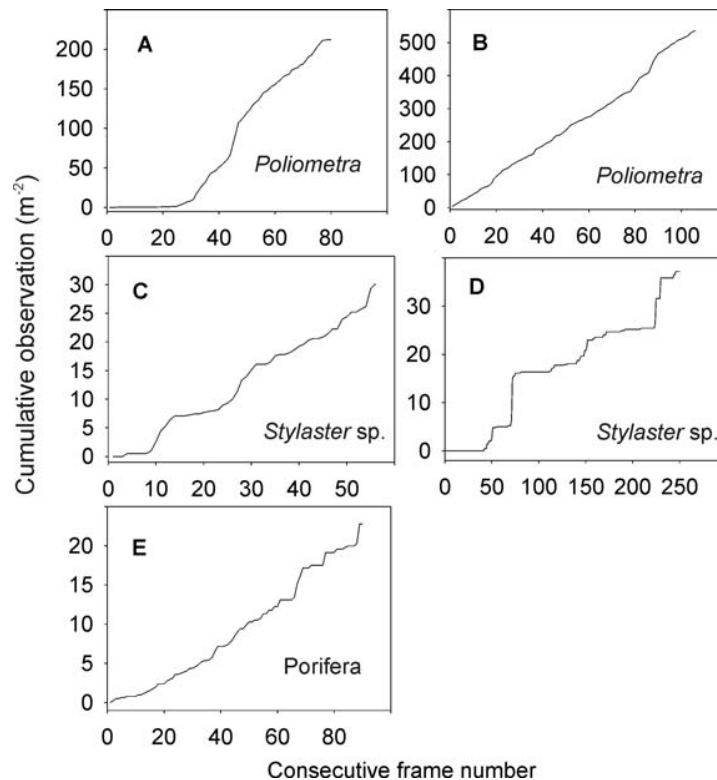 Cumulative observation (m-2)
A
200
150
100
50
0
Poliometra
0 20 40 60 80
B
500
400
300
200
100
0
Poliometra
0 20 40 60 80 100
C
30
25
20
15
10
5
0
Stylaster sp.
0 10 20 30 40 50
D
30
20
10
0
Stylaster sp.
0 50 100 150 200 250
E
20
15
10
5
0
Porifera
0 20 40 60 80
Consecutive frame number